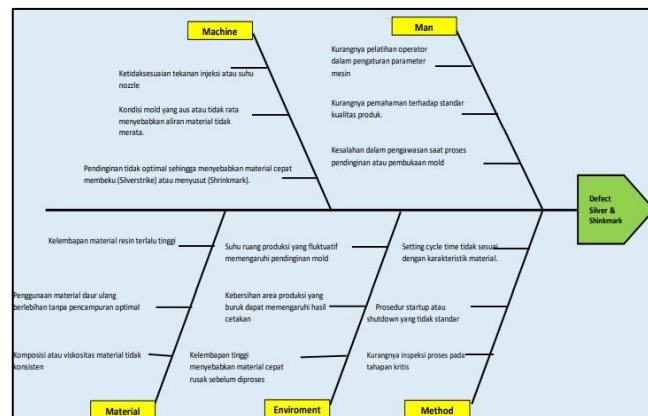 Machine
Man
Ketidaksesuaian tekanan injeksi atau suhu
nozzle
Kondisi mold yang aus atau tidak rata
menyebabkan aliran material tidak
merata.
Pendinginan tidak optimal sehingga menyebabkan material cepat
membeku (Silverstrike) atau menyusut (Shrinkmark).
Kurangnya pelatihan operator
dalam pengaturan parameter
mesin
Kurangnya pemahaman terhadap standar
kualitas produk.
Kesalahan dalam pengawasan saat proses
pendinginan atau pembukaan mold
Defect
Silver &
Shinkmark
Kelembapan material resin terlalu tinggi
Penggunaan material daur ulang
berlebihan tanpa pencampuran optimal
Komposisi atau viskositas material tidak
konsisten
Suhu ruang produksi yang fluktuatif
memengaruhi pendinginan mold
Kebersihan area produksi yang
buruk dapat memengaruhi hasil
cetakan
Kelembapan tinggi
menyebabkan material cepat
rusak sebelum diproses
Setting cycle time tidak sesuai
dengan karakteristik material.
Prosedur startup atau
shutdown yang tidak standar
Kurangnya inspeksi proses pada
tahapan kritis
Material
Enviroment
Method